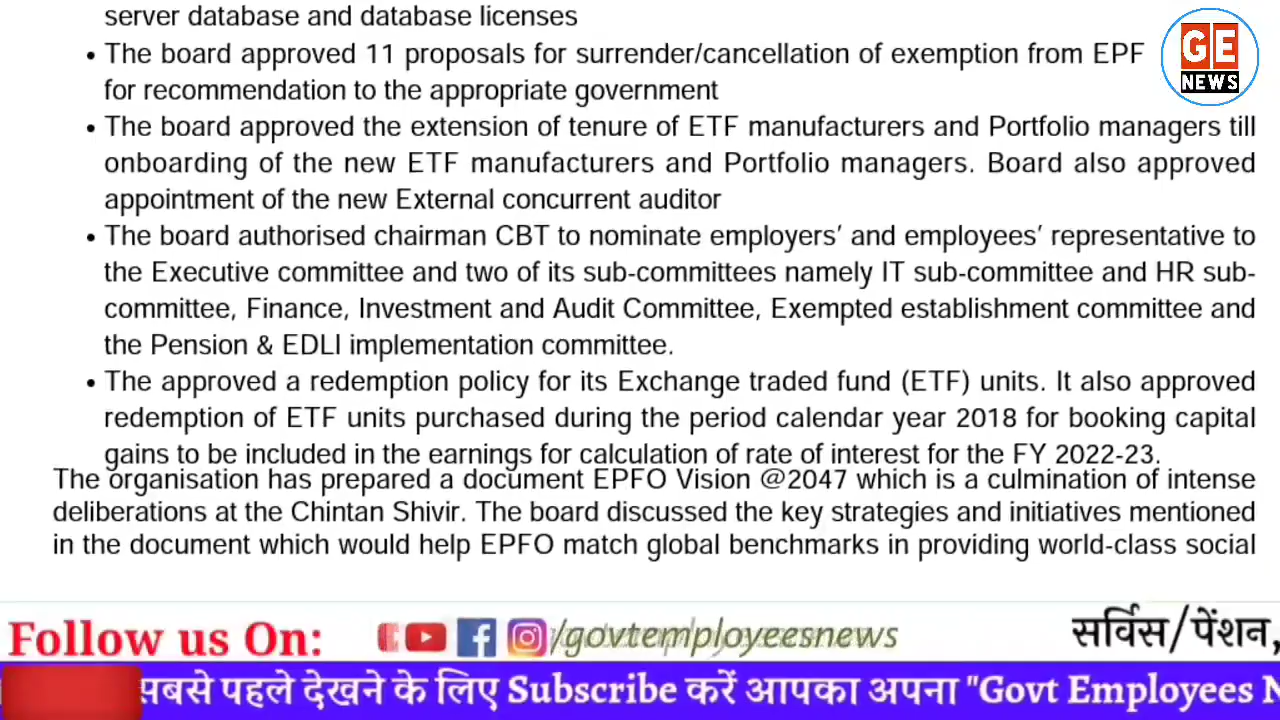 server database and database licenses
• The board approved 11 proposals for surrender/cancellation of exemption from EPF
for recommendation to the appropriate government
• The board approved the extension of tenure of ETF manufacturers and Portfolio managers till
onboarding of the new ETF manufacturers and Portfolio managers. Board also approved
appointment of the new External concurrent auditor
• The board authorised chairman CBT to nominate employers’ and employees’ representative to
the Executive committee and two of its sub-committees namely IT sub-committee and HR sub-
committee, Finance, Investment and Audit Committee, Exempted establishment committee and
the Pension & EDLI implementation committee.
• The approved a redemption policy for its Exchange traded fund (ETF) units. It also approved
redemption of ETF units purchased during the period calendar year 2018 for booking capital
gains to be included in the earnings for calculation of rate of interest for the FY 2022-23.
The organisation has prepared a document EPFO Vision @2047 which is a culmination of intense
deliberations at the Chintan Shivir. The board discussed the key strategies and initiatives mentioned
in the document which would help EPFO match global benchmarks in providing world-class social
GE
NEWS
Follow us On: /govtemployeesnews
सर्विस/पेंशन,
सबसे पहले देखने के लिए Subscribe करें आपका अपना "Govt Employees N